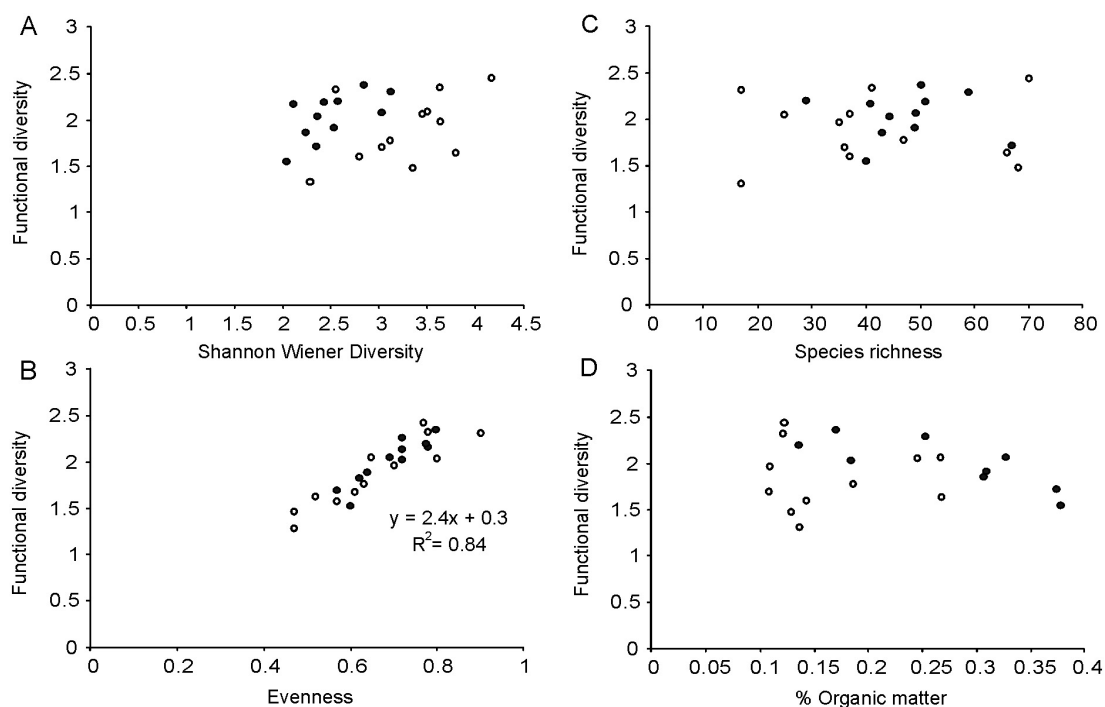 A
Functional diversity
3
2.5
2
1.5
1
0.5
0
0 0.5 1 1.5 2 2.5 3 3.5 4 4.5
Shannon Wiener Diversity
C
Functional diversity
3
2.5
2
1.5
1
0.5
0
0 10 20 30 40 50 60 70 80
Species richness
B
Functional diversity
3
2.5
2
1.5
1
0.5
0
y = 2.4x + 0.3
R²= 0.84
0 0.2 0.4 0.6 0.8 1
Evenness
D
Functional diversity
3
2.5
2
1.5
1
0.5
0
0 0.05 0.1 0.15 0.2 0.25 0.3 0.35 0.4
% Organic matter